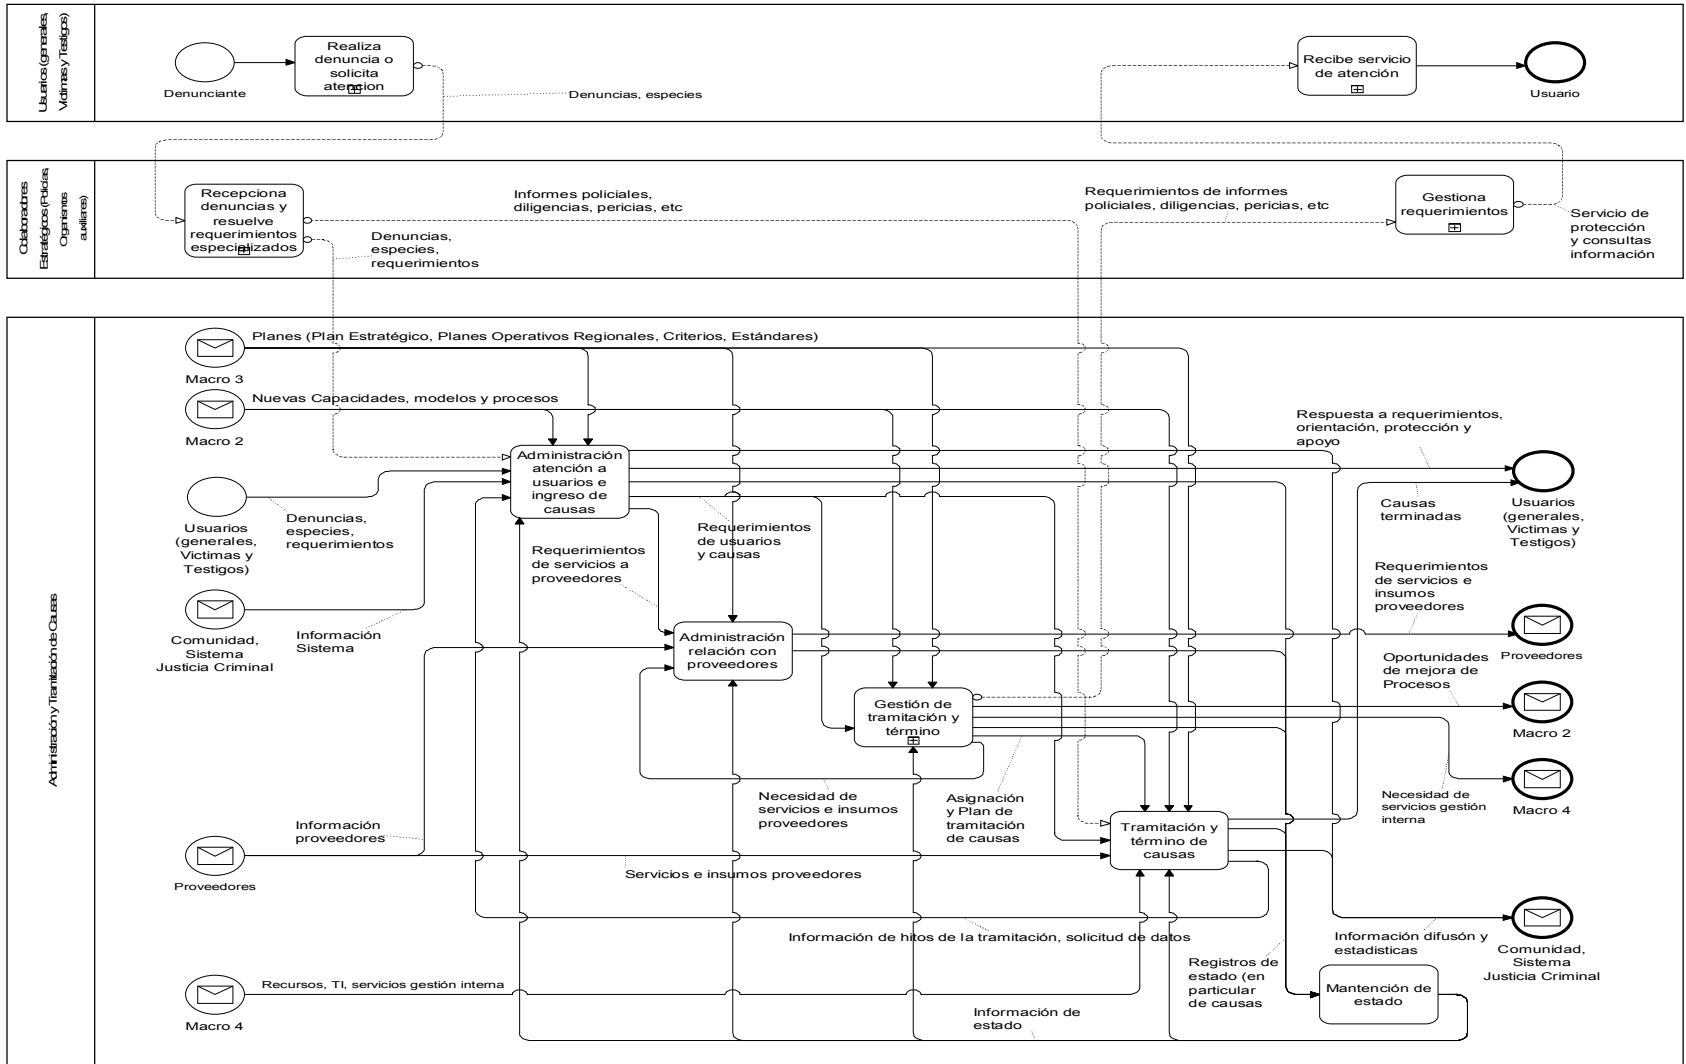 Usuarios (generales,
Victimas y Testigos)
Denunciante
Realiza
denuncia o
solicita
atencion
Denuncias, especies
Recibe servicio
de atención
Usuario
Colaboradores
Estratégicos (Policías,
Organismos
auxiliares)
Recepciona
denuncias y
resuelve
requerimientos
especializados
Informes policiales,
diligencias, pericias, etc
Denuncias,
especies,
requerimientos
Requerimientos de informes
policiales, diligencias, pericias, etc
Gestiona
requerimientos
Servicio de
protección
y consultas
información
Administración y Tramitación de Causas
Planes (Plan Estratégico, Planes Operativos Regionales, Criterios, Estándares)
Macro 3
Nuevas Capacidades, modelos y procesos
Macro 2
Administración
atención a
usuarios e
ingreso de
causas
Respuesta a requerimientos,
orientación, protección y
apoyo
Usuarios
(generales,
Victimas y
Testigos)
Denuncias,
especies,
requerimientos
Requerimientos
de servicios a
proveedores
Requerimientos
de usuarios
y causas
Causas
terminadas
Usuarios
(generales,
Victimas y
Testigos)
Comunidad,
Sistema
Justicia Criminal
Información
Sistema
Administración
relación con
proveedores
Requerimientos
de servicios e
insumos
proveedores
Proveedores
Oportunidades
de mejora de
Procesos
Macro 2
Gestión de
tramitación y
término
Necesidad de
servicios e insumos
proveedores
Asignación
y Plan de
tramitación
de causas
Necesidad de
servicios gestión
interna
Macro 4
Información
proveedores
Tramitación y
término de
causas
Proveedores
Servicios e insumos proveedores
Información de hitos de la tramitación, solicitud de datos
Información difusón y
estadisticas
Comunidad,
Sistema
Justicia Criminal
Registros de
estado (en
particular
de causas
Mantención de
estado
Recursos, TI, servicios gestión interna
Macro 4
Información de
estado